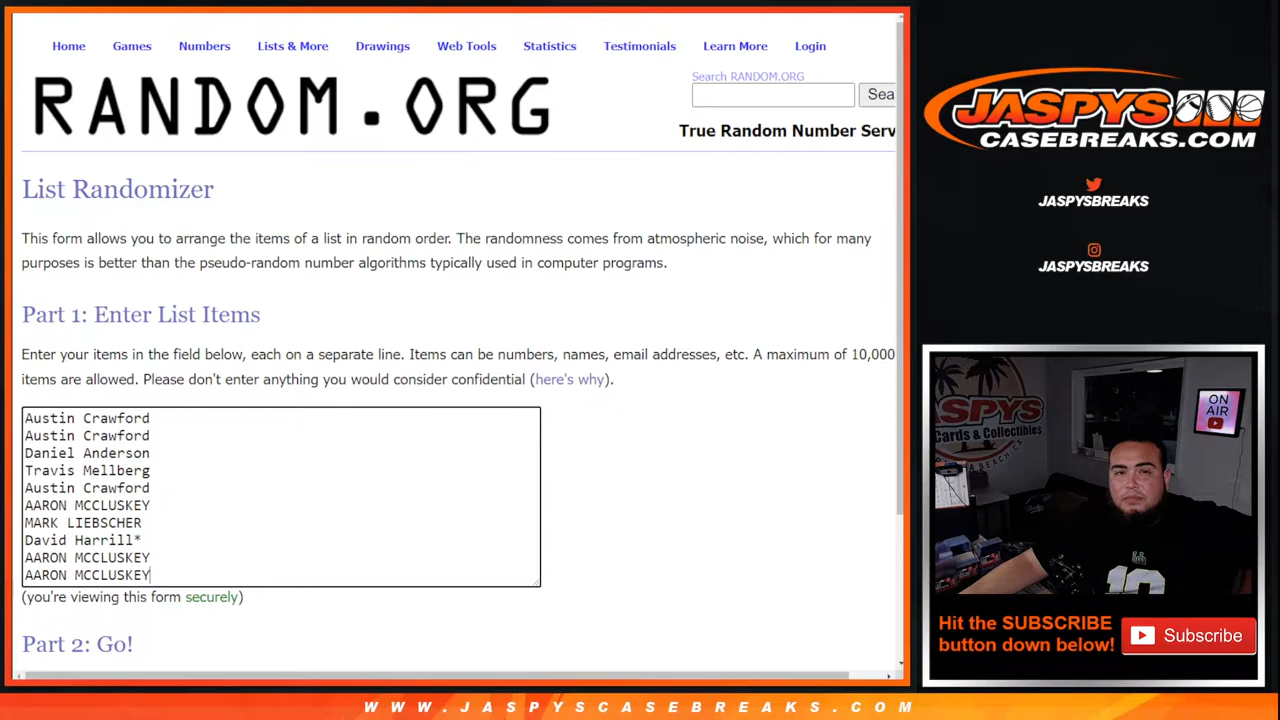 Home Games Numbers Lists & More Drawings Web Tools Statistics Testimonials Learn More Login
RANDOM.ORG
Search RANDOM.ORG
Sea
True Random Number Serv
List Randomizer
This form allows you to arrange the items of a list in random order. The randomness comes from atmospheric noise, which for many
purposes is better than the pseudo-random number algorithms typically used in computer programs.
Part 1: Enter List Items
Enter your items in the field below, each on a separate line. Items can be numbers, names, email addresses, etc. A maximum of 10,000
items are allowed. Please don't enter anything you would consider confidential (here's why).
Austin Crawford
Austin Crawford
Daniel Anderson
Travis Mellberg
Austin Crawford
AARON MCCLUSKEY
MARK LIEBSCHER
David Harrill*
AARON MCCLUSKEY
AARON MCCLUSKEY
(you're viewing this form securely)
Part 2: Go!
JASPYS
CASEBREAKS.COM
JASPYSBREAKS
JASPYSBREAKS
ASPYS
Cards & Collectibles
ON
AIR
Hit the SUBSCRIBE
button down below!
Subscribe
WWW.JASPYSCASEBREAKS.COM